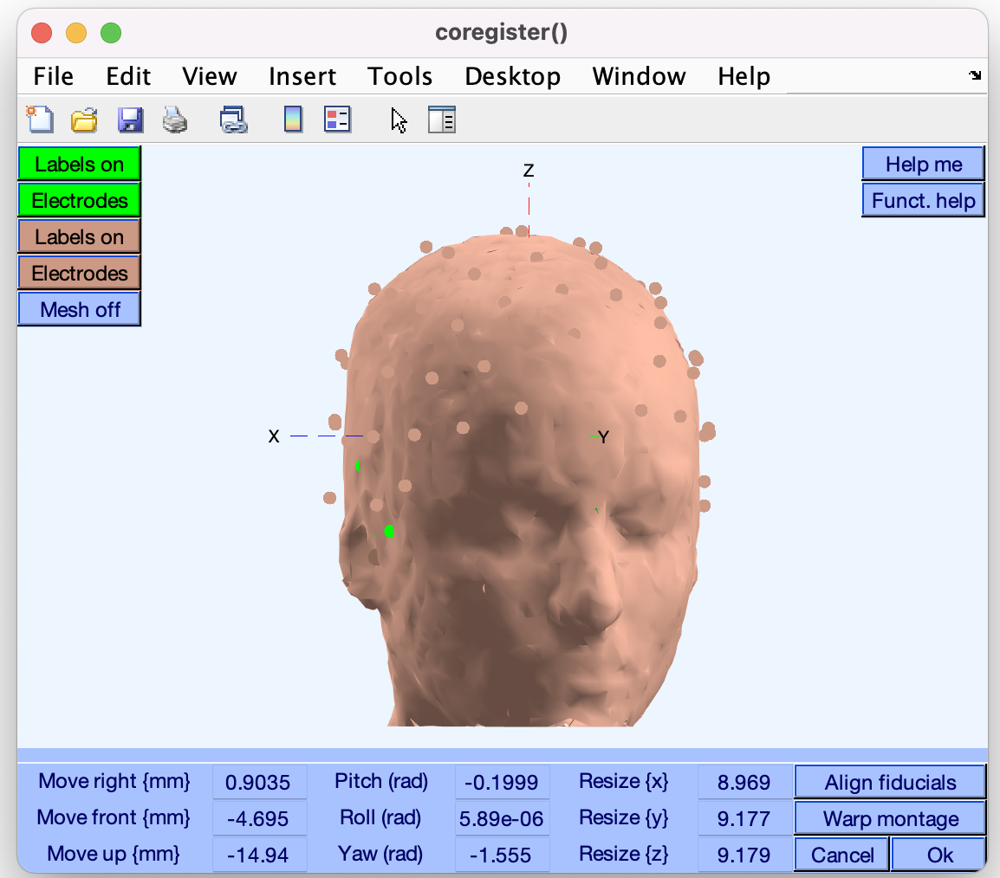 coregister()
File Edit View Insert Tools Desktop Window Help
Labels on
Electrodes
Labels on
Electrodes
Mesh off
Help me
Funct. help
Z
X
Y
Move right {mm} 0.9035 Pitch (rad) -0.1999 Resize {x} 8.969 Align fiducials
Move front {mm} -4.695 Roll (rad) 5.89e-06 Resize {y} 9.177 Warp montage
Move up {mm} -14.94 Yaw (rad) -1.555 Resize {z} 9.179 Cancel Ok